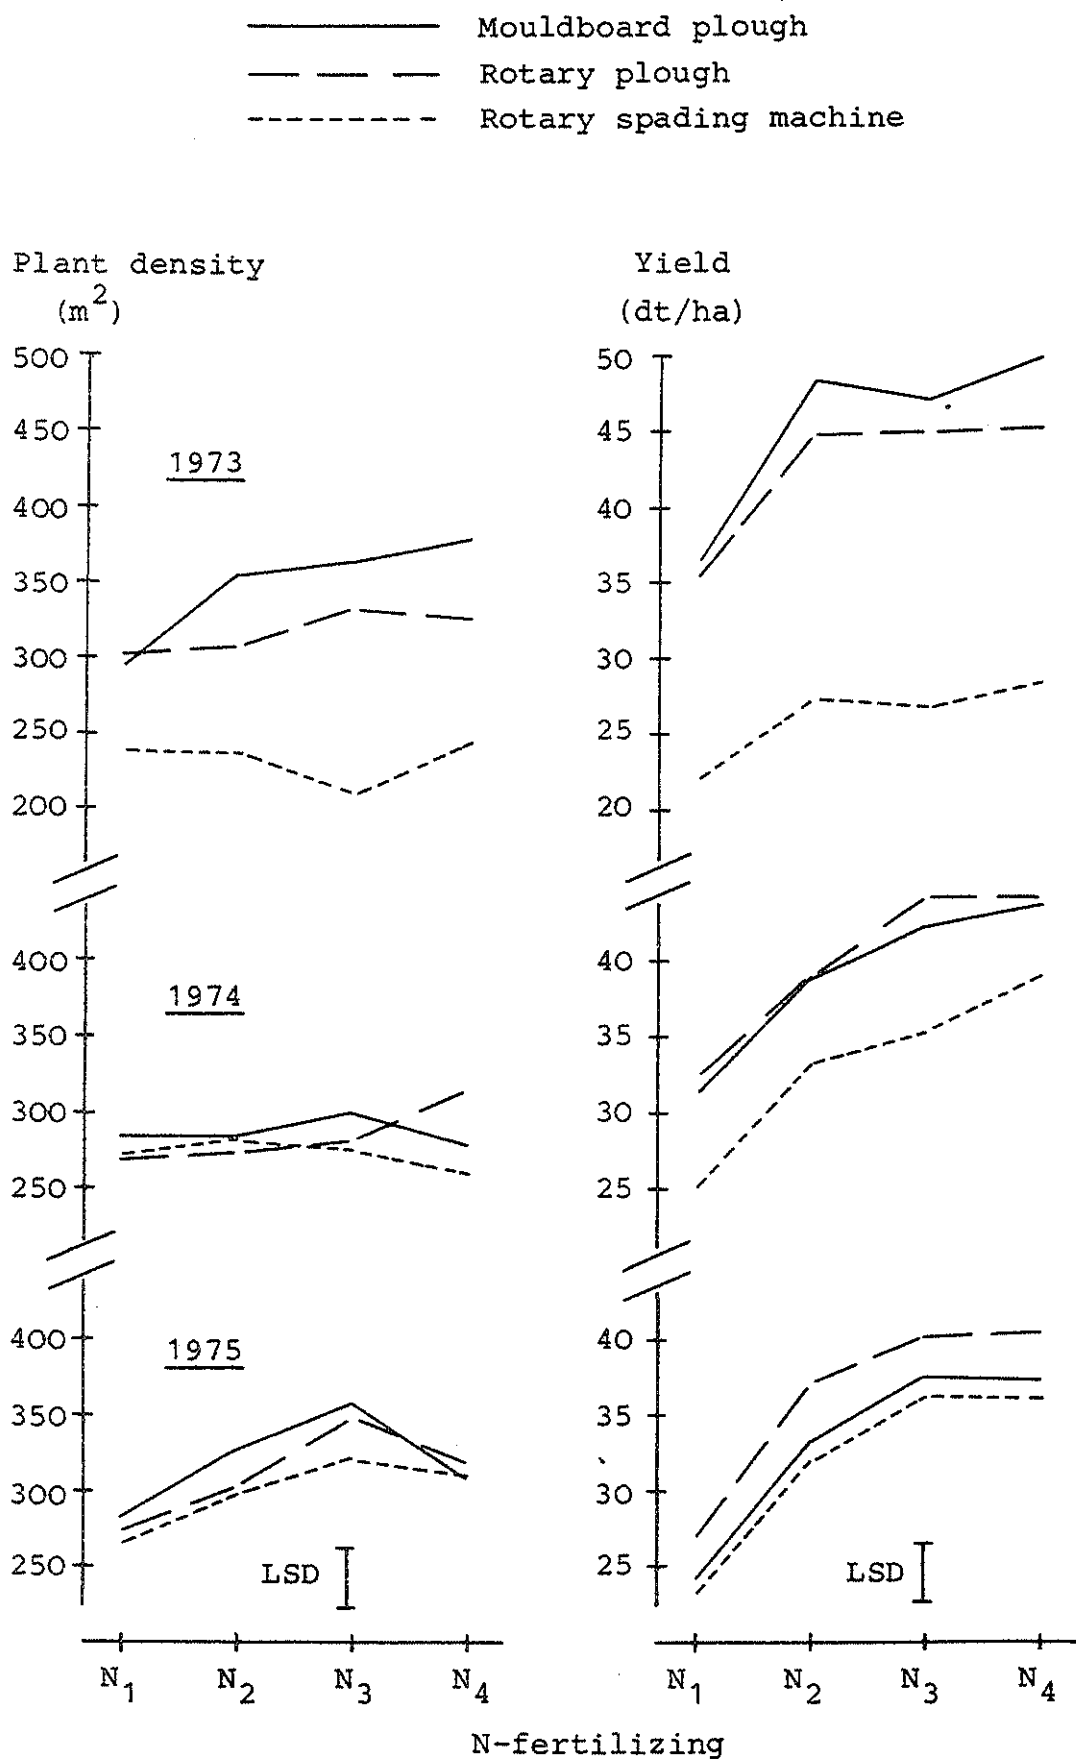 Mouldboard plough
Rotary plough
Rotary spading machine
Plant density
(m²)
500
450
1973
400
350
300
250
200
400
1974
350
300
250
400
1975
350
300
250
LSD
N₁ N₂ N₃ N₄
Yield
(dt/ha)
50
45
40
35
30
25
20
40
35
30
25
40
35
30
25
LSD
N₁ N₂ N₃ N₄
N-fertilizing